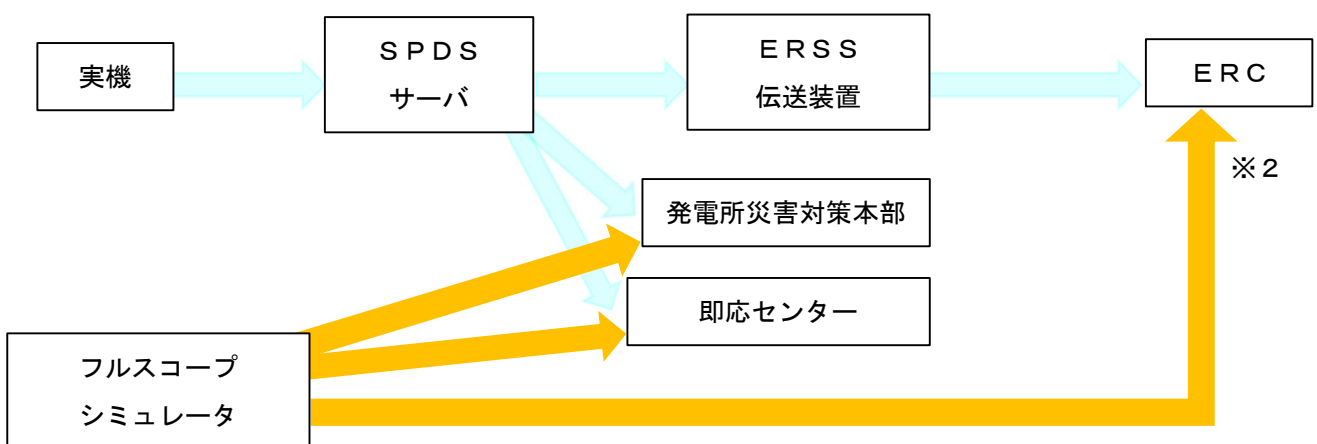 実機
ＳＰＤＳ
サーバ
ＥＲＳＳ
伝送装置
ＥＲＣ
※２
発電所災害対策本部
即応センター
フルスコープ
シミュレータ